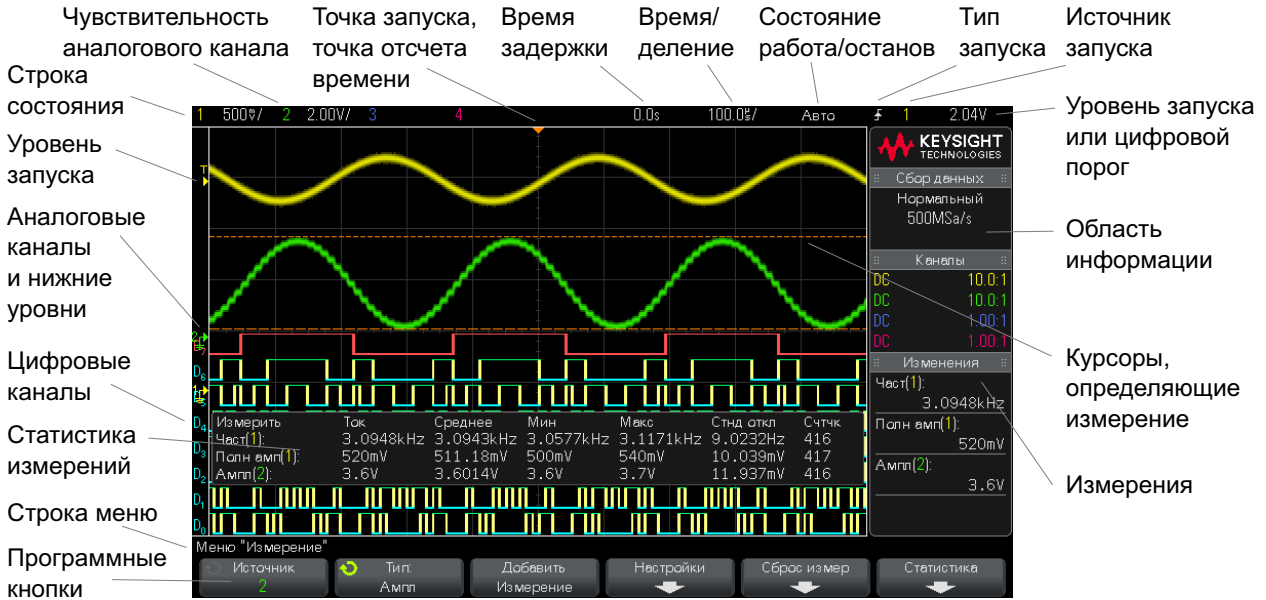 Чувствительность
аналогового канала
Точка запуска,
точка отсчета
времени
Время
задержки
Время/
деление
Состояние
работа/останов
Тип
запуска
Источник
запуска
Строка
состояния
Уровень
запуска
Аналоговые
каналы
и нижние
уровни
Цифровые
каналы
Статистика
измерений
Строка меню
Программные
кнопки
1 2 2.00V/ 3 4 0.0s Авто 1 2.04V
T
KEYSIGHT
TECHNOLOGIES
Сбор данных
Нормальный
500MSa/s
Каналы
DC 10.0:1
DC 10.0:1
DC 1.00:1
DC 1.00:1
Изменения
Част(1):
3.0948kHz
Полн амп(1):
520mV
Ампл(2):
3.6V
D6
D4
D3
D2
D1
D0
Измерить Ток Среднее Мин Макс Стнд откл Счтчк
Част(1): 3.0948kHz 3.0943kHz 3.0577kHz 3.1171kHz 9.0232Hz 416
Полн амп(1): 520mV 511.18mV 500mV 540mV 10.039mV 417
Ампл(2): 3.6V 3.6014V 3.6V 3.7V 11.937mV 416
Меню "Измерение"
Источник
2
Тип:
Ампл
Добавить
Измерение
Настройки
Сброс измер
Статистика
Уровень запуска
или цифровой
порог
Область
информации
Курсоры,
определяющие
измерение
Измерения